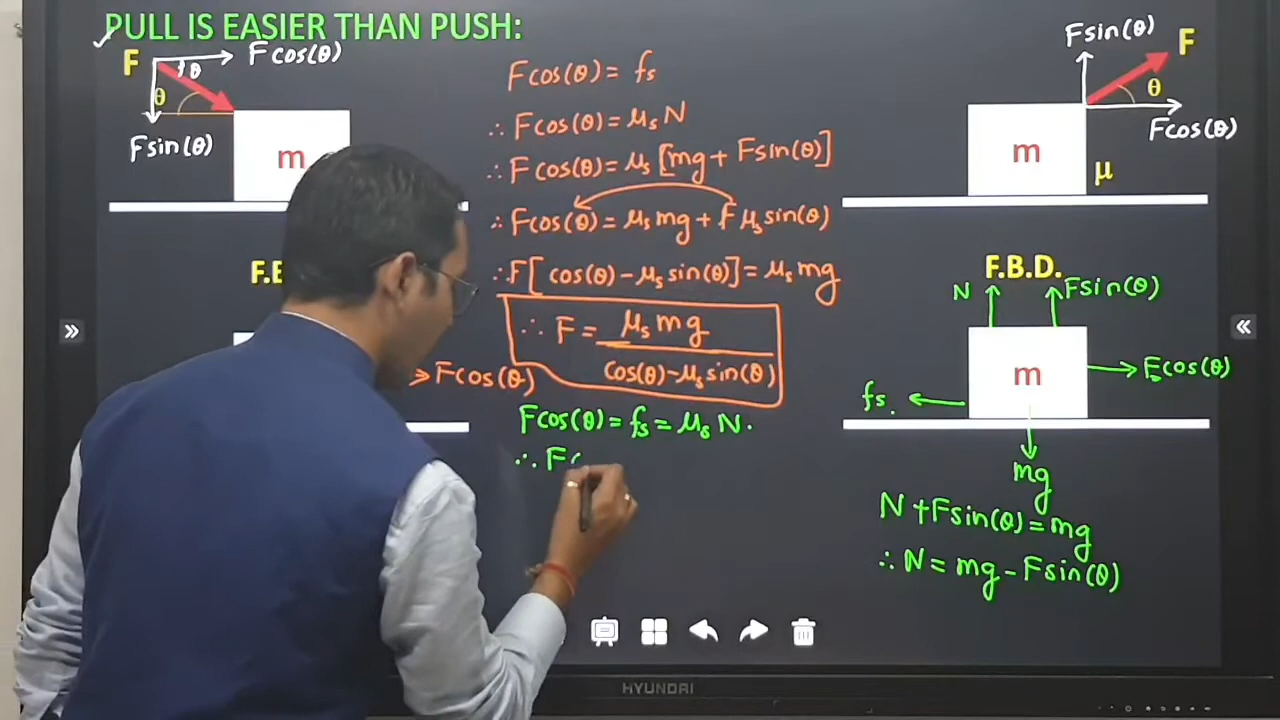 PULL IS EASIER THAN PUSH:
F
Fcos(θ)
θ
θ
Fsin(θ)
m
Fcos(θ)
Fcos(θ) = fs
∴ Fcos(θ) = μs N
∴ Fcos(θ) = μs [mg + Fsin(θ)]
∴ Fcos(θ) = μs mg + F μs sin(θ)
∴ F[cos(θ) - μs sin(θ)] = μs mg
∴ F = μs mg
cos(θ) - μs sin(θ)
Fcos(θ) = fs = μs N.
∴ F
Fsin(θ)
F
θ
Fcos(θ)
m
μ
F.B.D.
N
Fsin(θ)
m
Fcos(θ)
fs.
mg
N + Fsin(θ) = mg
∴ N = mg - Fsin(θ)
HYUNDAI